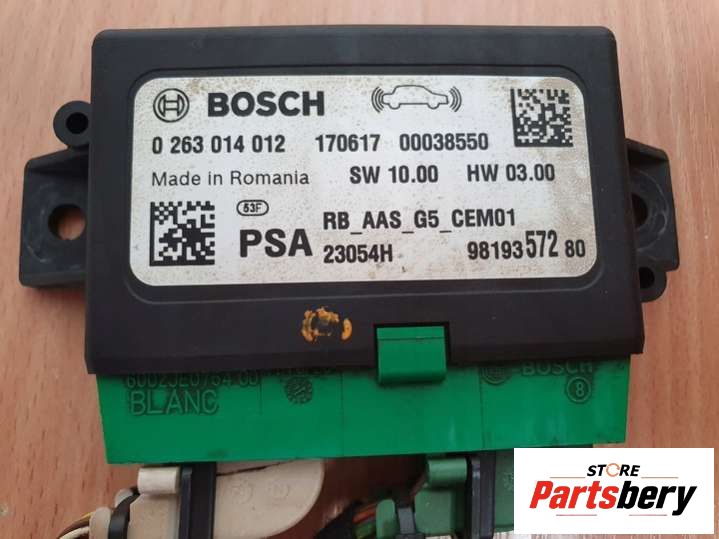 BOSCH
0 263 014 012 170617 00038550
Made in Romania SW 10.00 HW 03.00
53F
RB_AAS_G5_CEM01
PSA 23054H 98193 572 80
BLANC
BOSCH
8
STORE
Partsbery